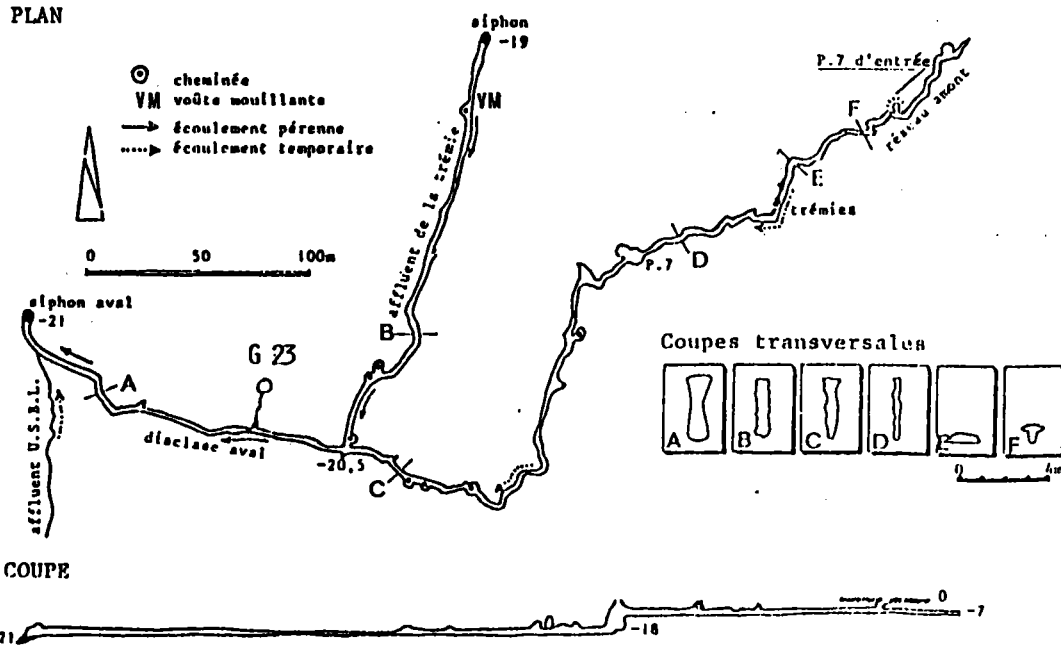 PLAN
siphon
-19
cheminée
VM voûte mouillante
écoulement pérenne
écoulement temporaire
VM
P.7 d'entrée
F
réseau amont
E
trémies
D
P.7
affluent de la trémie
0 50 100m
siphon aval
-21
B
G 23
A
affluent U.S.B.L.
diaclase aval
-20,5
C
Coupes transversales
A B C D E F
0 4m
COUPE
0
-7
-18
21